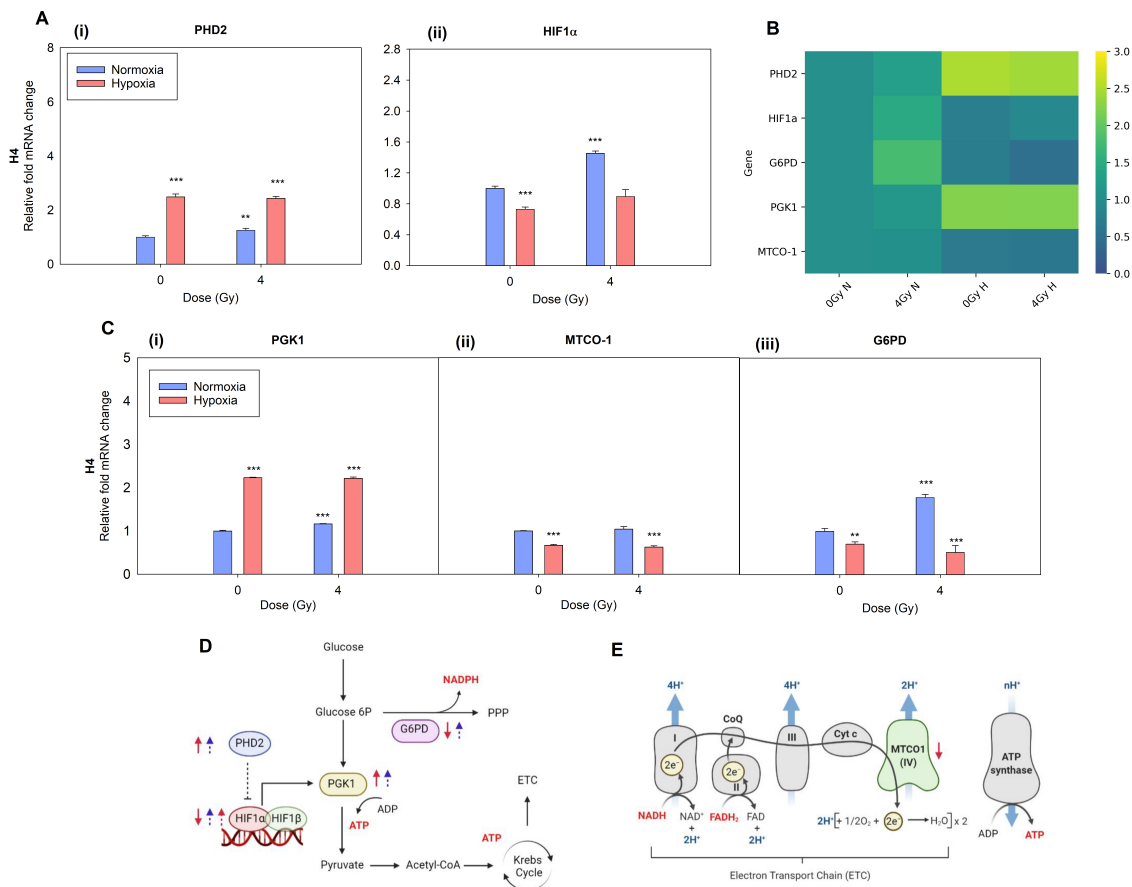 A
(i)
PHD2
Normoxia
Hypoxia
H4
Relative fold mRNA change
8
6
4
2
0
***
**
***
0
4
Dose (Gy)
(ii)
HIF1α
2.8
2.4
2.0
1.6
1.2
0.8
0.4
0.0
***
***
0
4
Dose (Gy)
B
Gene
PHD2
HIF1a
G6PD
PGK1
MTCO-1
0Gy N
4Gy N
0Gy H
4Gy H
3.0
2.5
2.0
1.5
1.0
0.5
0.0
C
(i)
PGK1
Normoxia
Hypoxia
H4
Relative fold mRNA change
5
4
3
2
1
0
***
***
***
0
4
Dose (Gy)
(ii)
MTCO-1
***
***
0
4
Dose (Gy)
(iii)
G6PD
**
***
***
0
4
Dose (Gy)
D
Glucose
NADPH
Glucose 6P
PPP
G6PD
PHD2
PGK1
ETC
ADP
HIF1α
HIF1β
ATP
ATP
Pyruvate
Acetyl-CoA
Krebs
Cycle
E
4H⁺
4H⁺
2H⁺
nH⁺
CoQ
I
III
Cyt c
MTCO1
(IV)
ATP
synthase
2e⁻
2e⁻
II
NADH
NAD⁺
+
2H⁺
FADH₂
FAD
+
2H⁺
2H⁺[+ 1/2O₂ + 2e⁻ H₂O] x 2
ADP
ATP
Electron Transport Chain (ETC)